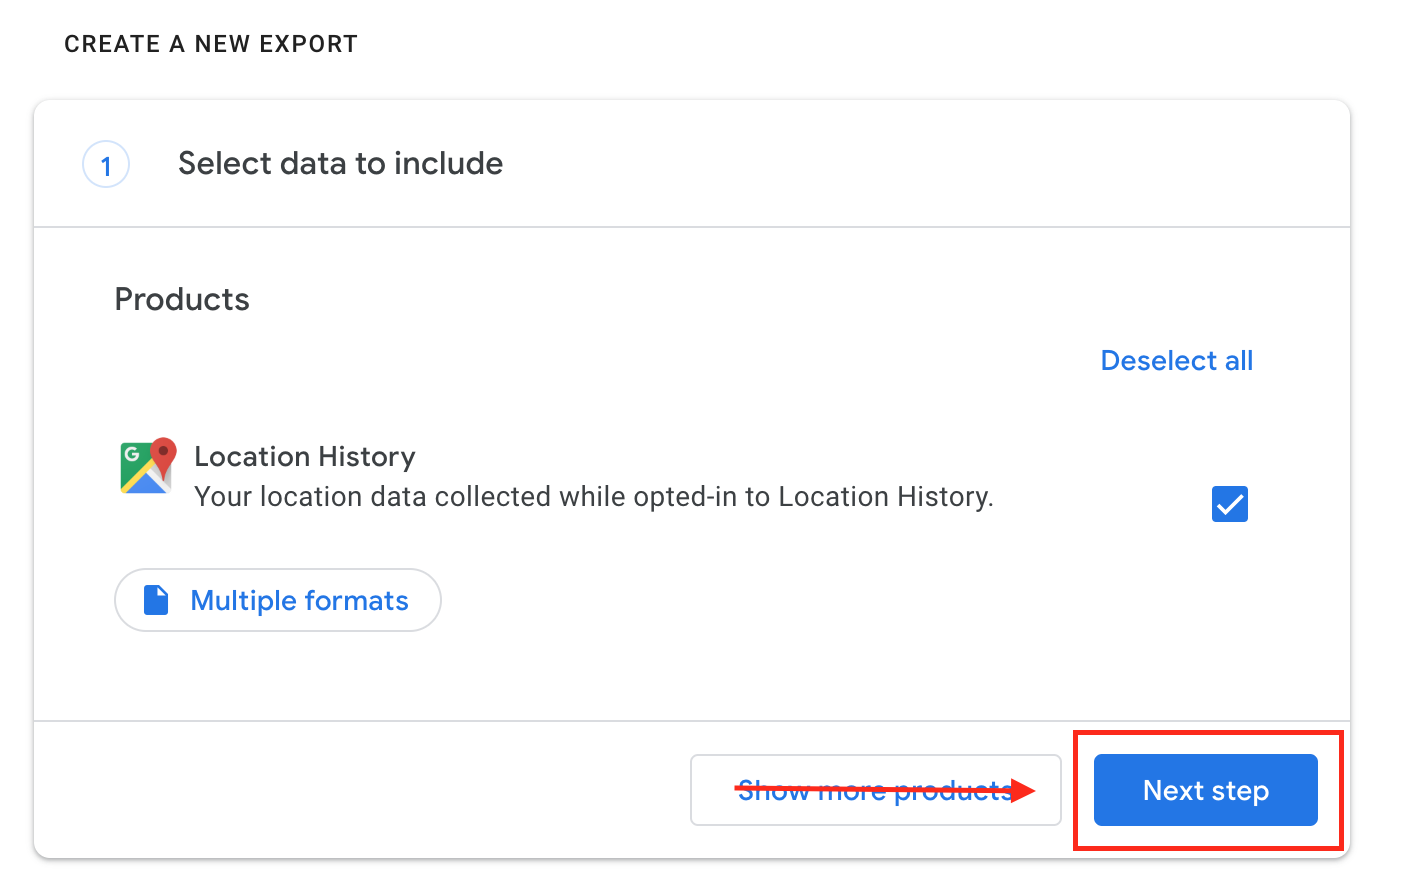 CREATE A NEW EXPORT
1
Select data to include
Products
Deselect all
G
Location History
Your location data collected while opted-in to Location History.
Multiple formats
Show more products
Next step